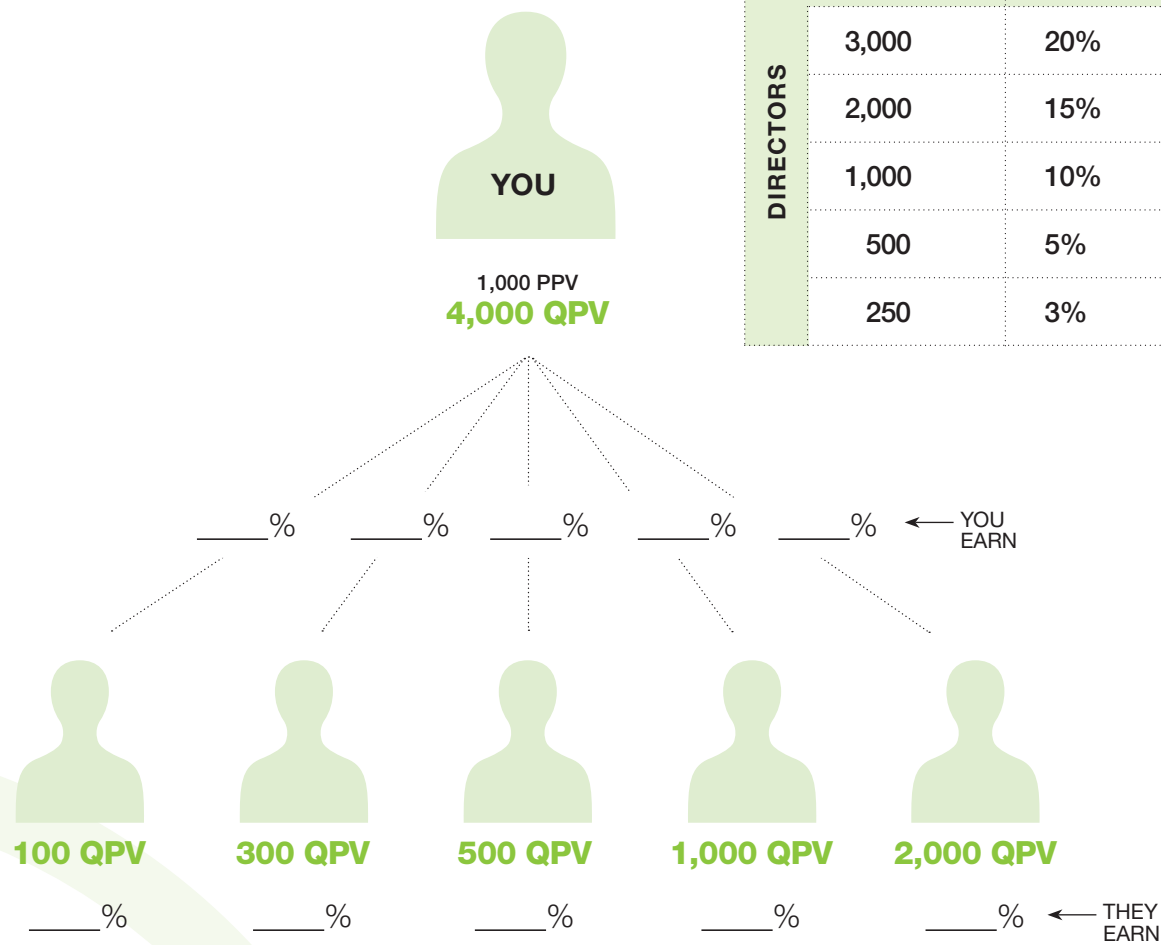 YOU
1,000 PPV
4,000 QPV
DIRECTORS
3,000 20%
2,000 15%
1,000 10%
500 5%
250 3%
_____% _____% _____% _____% _____% YOU EARN
100 QPV 300 QPV 500 QPV 1,000 QPV 2,000 QPV
_____% _____% _____% _____% _____% THEY EARN